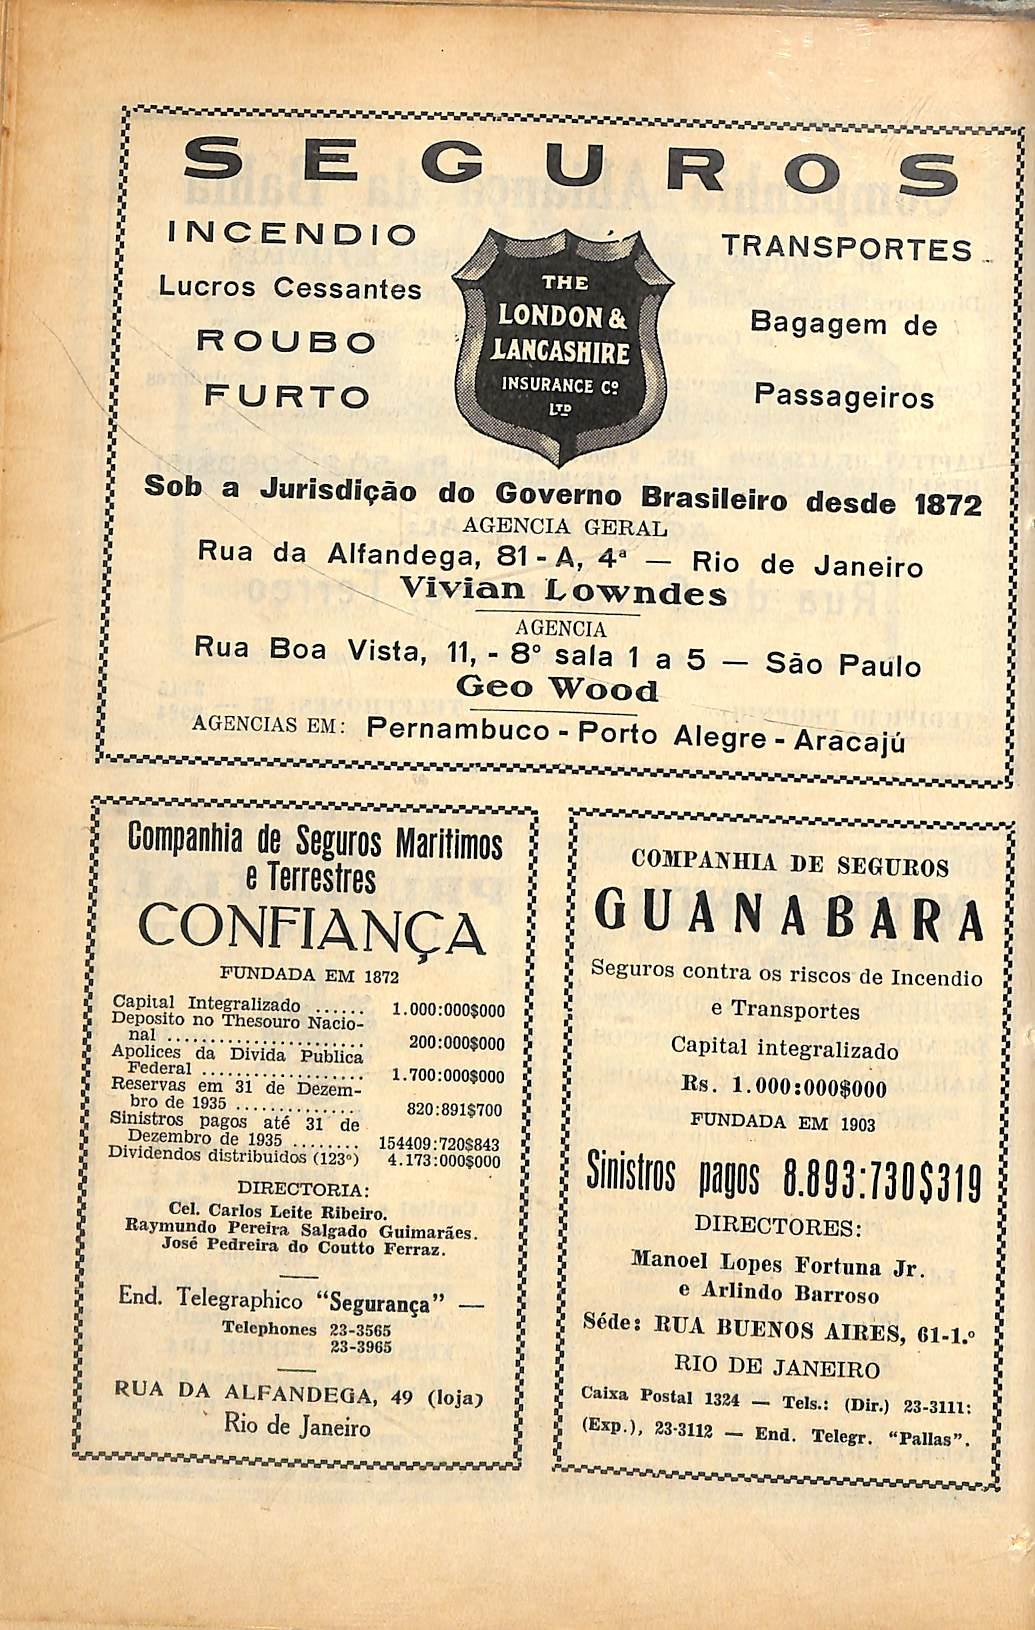 SEGUROS
INCENDIO
Lucros Cessantes
ROUBO
FURTO
THE
LONDON &
LANCASHIRE
INSURANCE Cº
LTD
TRANSPORTES
Bagagem de
Passageiros
Sob a Jurisdição do Governo Brasileiro desde 1872
AGENCIA GERAL
Rua da Alfandega, 81 - A, 4ª — Rio de Janeiro
Vivian Lowndes
AGENCIA
Rua Boa Vista, 11, - 8º sala 1 a 5 — São Paulo
Geo Wood
AGENCIAS EM: Pernambuco - Porto Alegre - Aracajú
Companhia de Seguros Maritimos
e Terrestres
CONFIANÇA
FUNDADA EM 1872
Capital Integralizado ...... 1.000:000$000
Deposito no Thesouro Nacio-
nal ....................... 200:000$000
Apolices da Divida Publica
Federal ................... 1.700:000$000
Reservas em 31 de Dezem-
bro de 1935 .............. 820:891$700
Sinistros pagos até 31 de
Dezembro de 1935 ........ 154409:720$843
Dividendos distribuidos (123º) 4.173:000$000
DIRECTORIA:
Cel. Carlos Leite Ribeiro.
Raymundo Pereira Salgado Guimarães.
José Pedreira do Coutto Ferraz.
End. Telegraphico "Segurança" —
Telephones 23-3565
23-3965
RUA DA ALFANDEGA, 49 (loja)
Rio de Janeiro
COMPANHIA DE SEGUROS
GUANABARA
Seguros contra os riscos de Incendio
e Transportes
Capital integralizado
Rs. 1.000:000$000
FUNDADA EM 1903
Sinistros pagos 8.893:730$319
DIRECTORES:
Manoel Lopes Fortuna Jr.
e Arlindo Barroso
Séde: RUA BUENOS AIRES, 61-1.º
RIO DE JANEIRO
Caixa Postal 1324 — Tels.: (Dir.) 23-3111:
(Exp.), 23-3112 — End. Telegr. "Pallas".